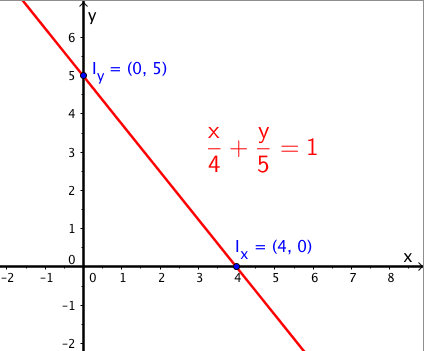 y
6
I_y = (0, 5)
5
4
x/4 + y/5 = 1
3
2
1
I_x = (4, 0)
0
x
-2 -1 0 1 2 3 4 5 6 7 8
-1
-2